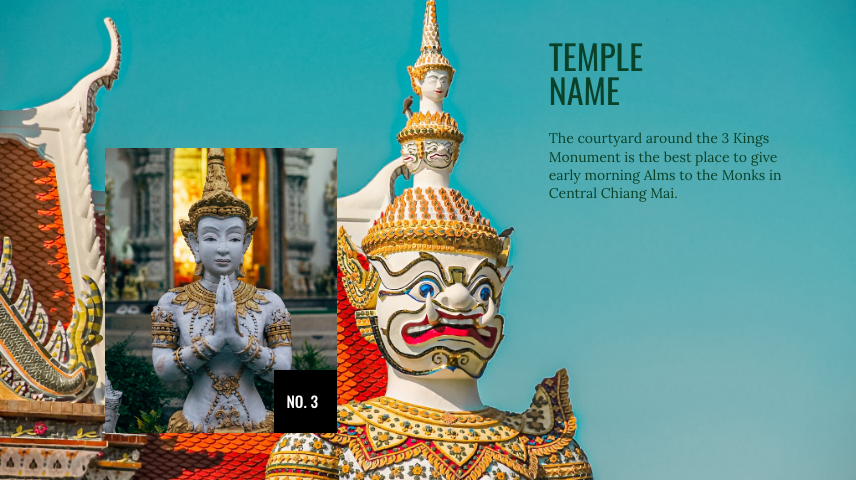 TEMPLE
NAME
The courtyard around the 3 Kings
Monument is the best place to give
early morning Alms to the Monks in
Central Chiang Mai.
NO. 3